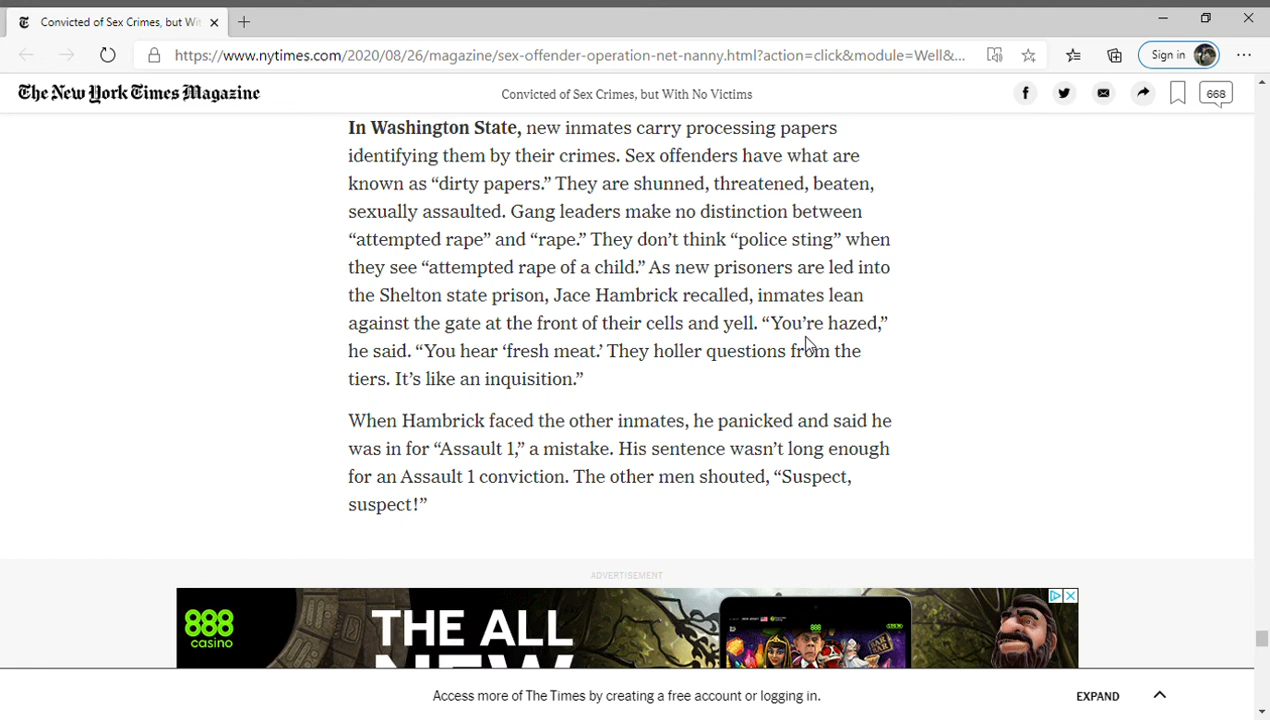 Convicted of Sex Crimes, but Wit
https://www.nytimes.com/2020/08/26/magazine/sex-offender-operation-net-nanny.html?action=click&module=Well&...
Sign in
The New York Times Magazine
Convicted of Sex Crimes, but With No Victims
668
In Washington State, new inmates carry processing papers
identifying them by their crimes. Sex offenders have what are
known as “dirty papers.” They are shunned, threatened, beaten,
sexually assaulted. Gang leaders make no distinction between
“attempted rape” and “rape.” They don’t think “police sting” when
they see “attempted rape of a child.” As new prisoners are led into
the Shelton state prison, Jace Hambrick recalled, inmates lean
against the gate at the front of their cells and yell. “You’re hazed,”
he said. “You hear ‘fresh meat.’ They holler questions from the
tiers. It’s like an inquisition.”
When Hambrick faced the other inmates, he panicked and said he
was in for “Assault 1,” a mistake. His sentence wasn’t long enough
for an Assault 1 conviction. The other men shouted, “Suspect,
suspect!”
ADVERTISEMENT
888
casino
THE ALL
NEW
Access more of The Times by creating a free account or logging in.
EXPAND